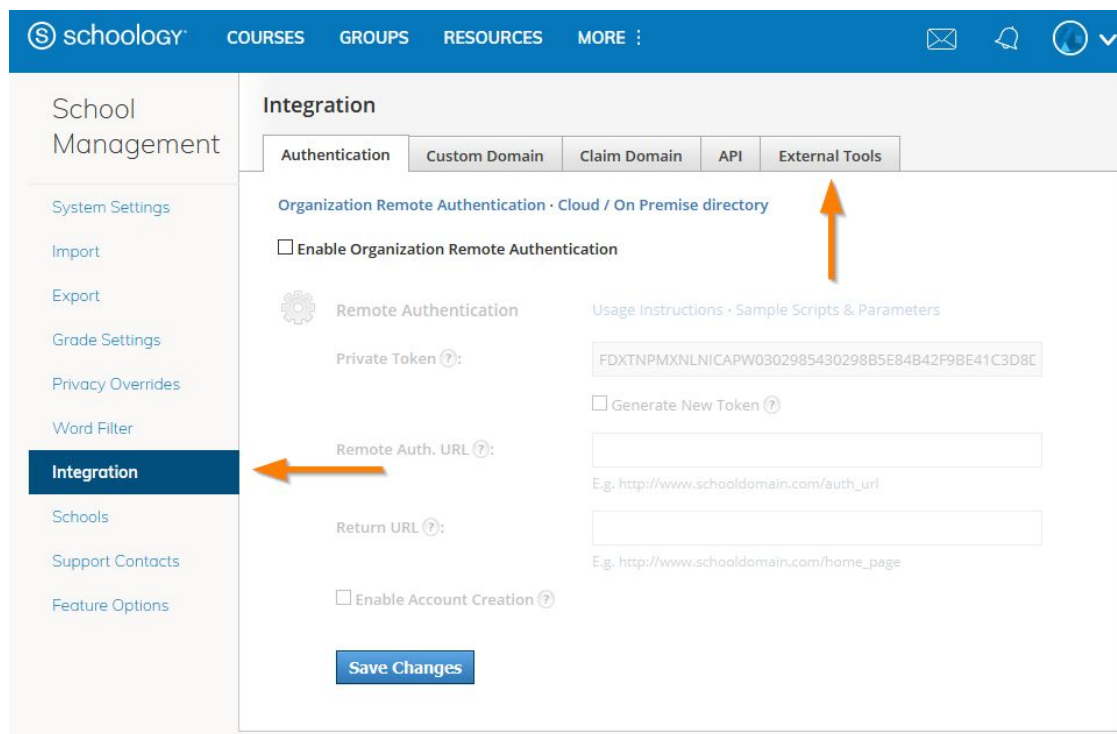 schoology COURSES GROUPS RESOURCES MORE
School
Management
System Settings
Import
Export
Grade Settings
Privacy Overrides
Word Filter
Integration
Schools
Support Contacts
Feature Options
Integration
Authentication Custom Domain Claim Domain API External Tools
Organization Remote Authentication · Cloud / On Premise directory
Enable Organization Remote Authentication
Remote Authentication Usage Instructions · Sample Scripts & Parameters
Private Token ?: FDXTNPMXNLNICAPW0302985430298B5E84B42F9BE41C3D8D
Generate New Token ?
Remote Auth. URL ?:
E.g. http://www.schooldomain.com/auth_url
Return URL ?:
E.g. http://www.schooldomain.com/home_page
Enable Account Creation ?
Save Changes